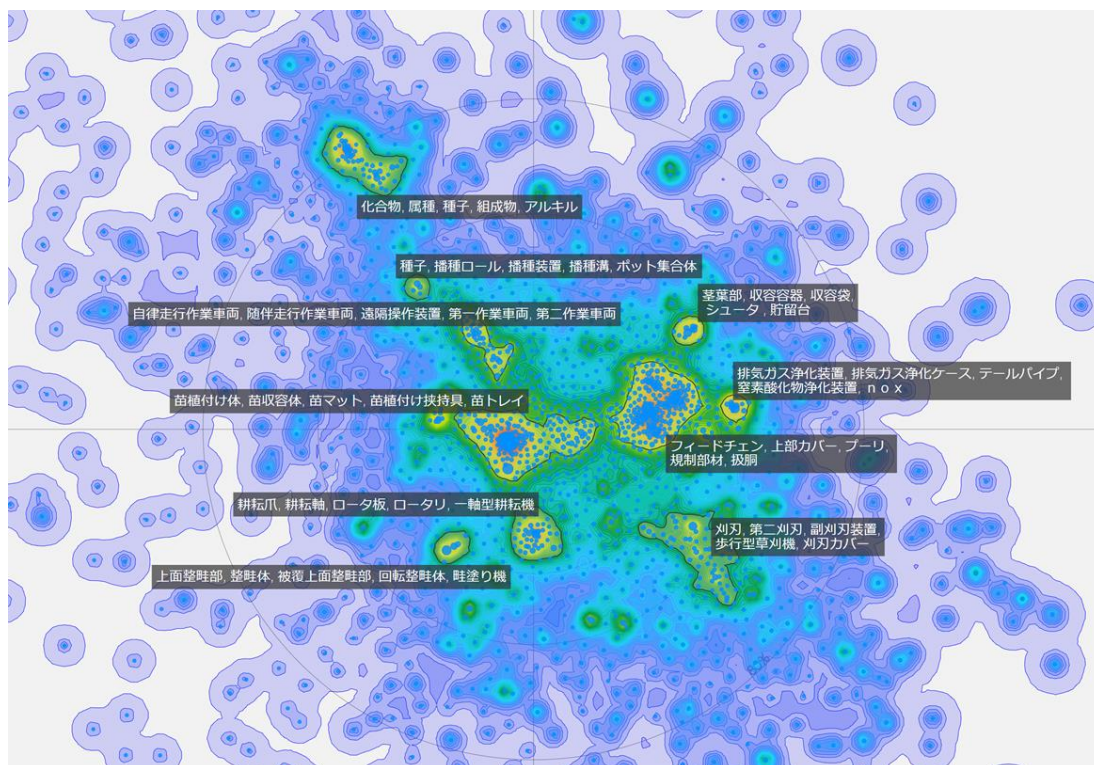 化合物, 属種, 種子, 組成物, アルキル
種子, 播種ロール, 播種装置, 播種溝, ポット集合体
茎葉部, 収容容器, 収容袋,
シュータ , 貯留台
自律走行作業車両, 随伴走行作業車両, 遠隔操作装置, 第一作業車両, 第二作業車両
排気ガス浄化装置, 排気ガス浄化ケース, テールパイプ,
窒素酸化物浄化装置, ｎｏｘ
苗植付け体, 苗収容体, 苗マット, 苗植付け挟持具, 苗トレイ
フィードチェン, 上部カバー, プーリ,
規制部材, 扱胴
耕耘爪, 耕耘軸, ロータ板, ロータリ, 一軸型耕耘機
刈刃, 第二刈刃, 副刈刃装置,
歩行型草刈機, 刈刃カバー
上面整畦部, 整畦体, 被覆上面整畦部, 回転整畦体, 畦塗り機